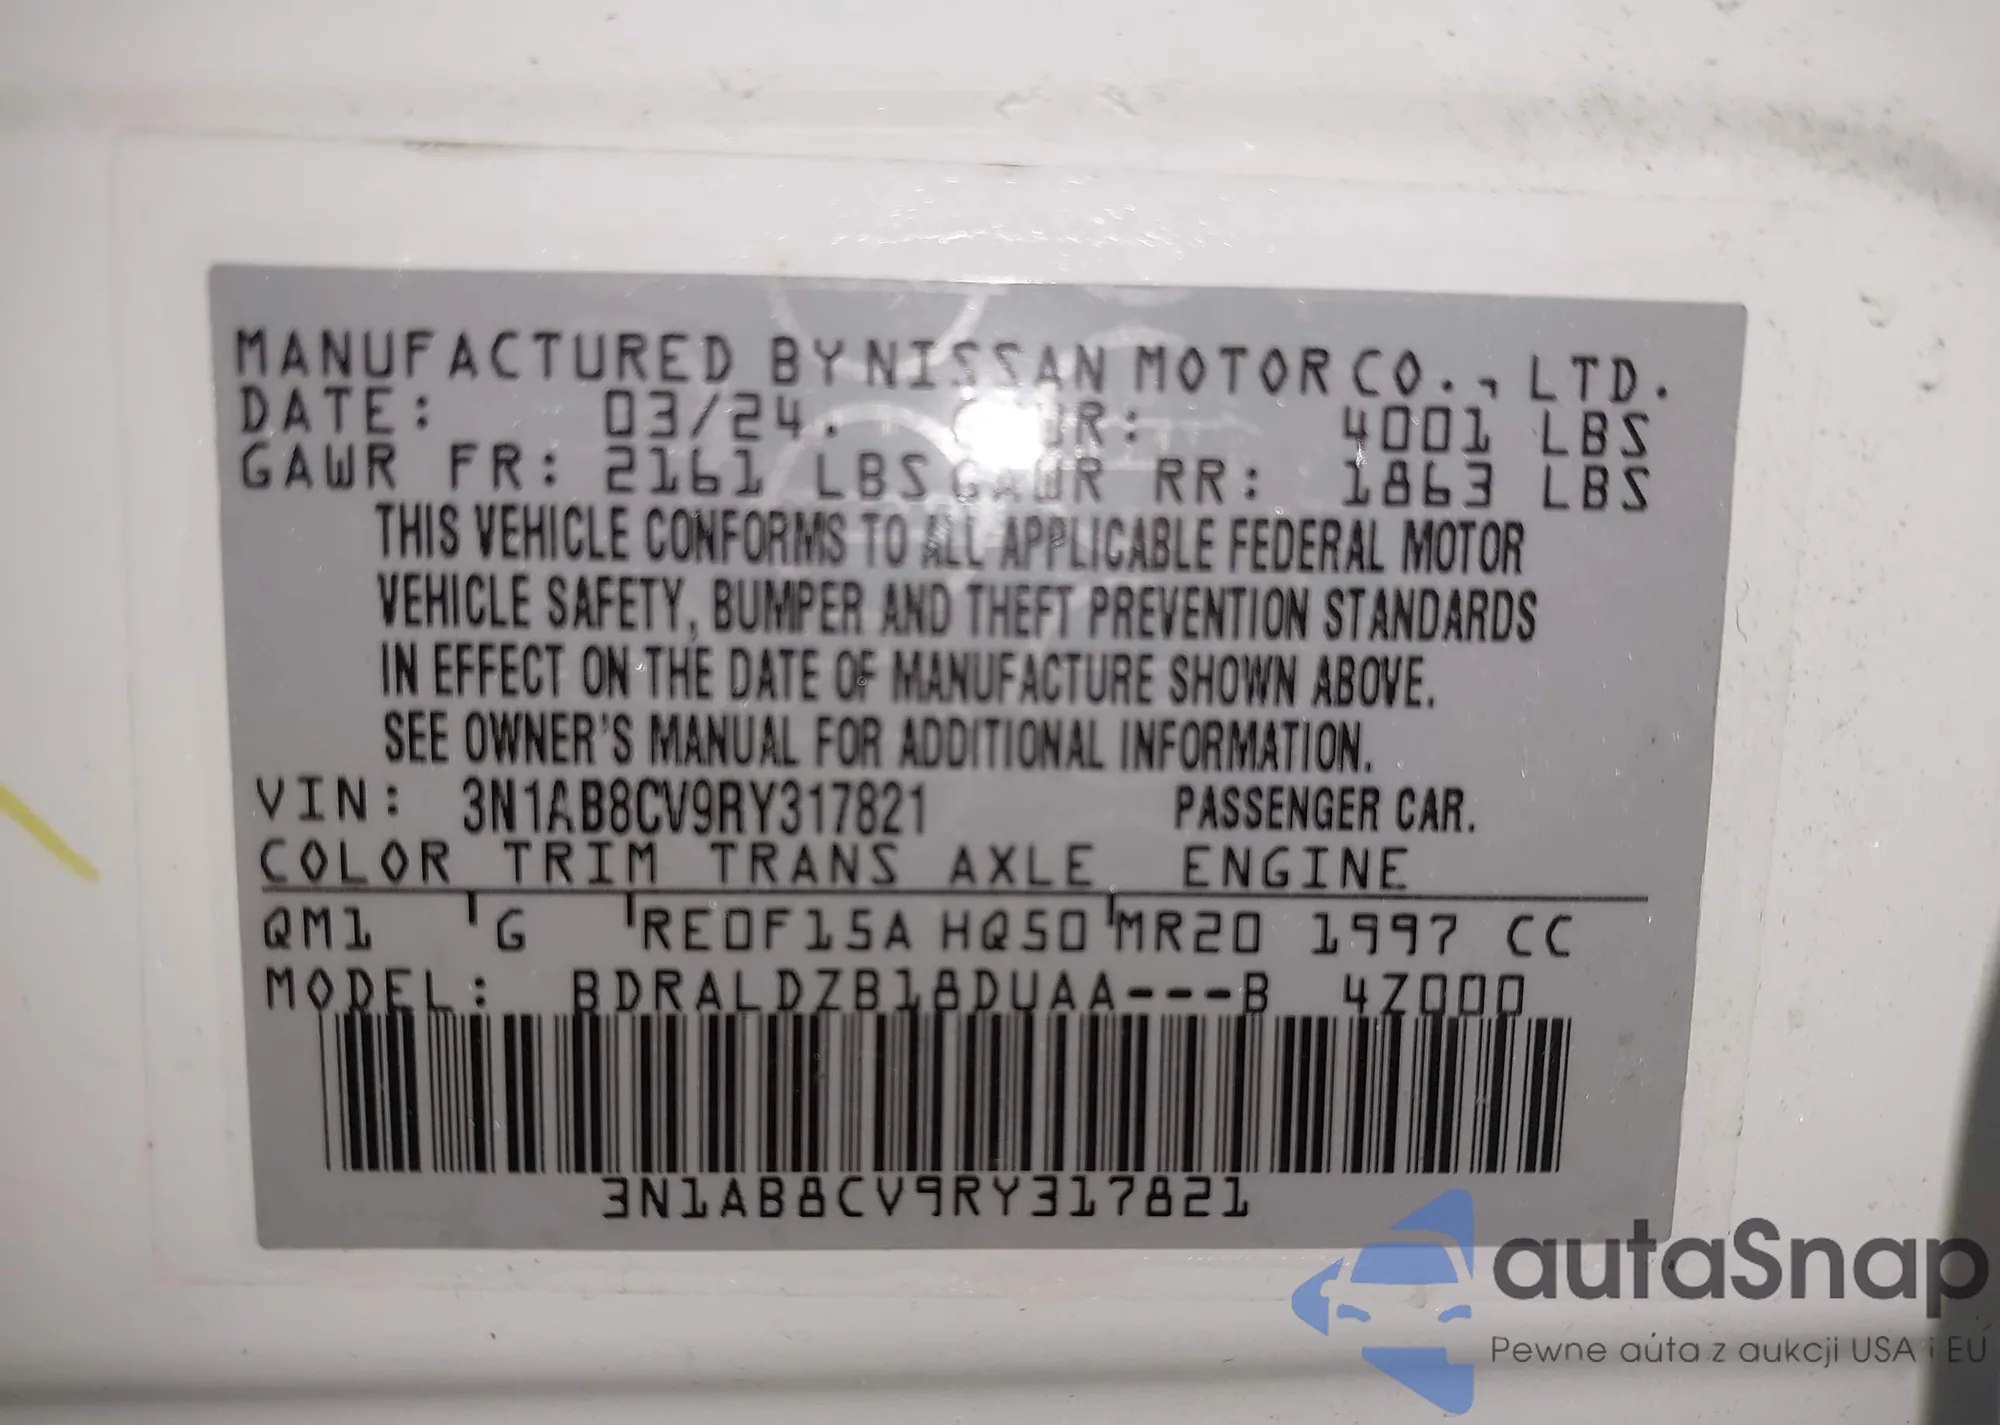 MANUFACTURED BY NISSAN MOTOR CO., LTD.
DATE: 03/24. GVWR: 4001 LBS
GAWR FR: 2161 LBS GAWR RR: 1863 LBS
THIS VEHICLE CONFORMS TO ALL APPLICABLE FEDERAL MOTOR
VEHICLE SAFETY, BUMPER AND THEFT PREVENTION STANDARDS
IN EFFECT ON THE DATE OF MANUFACTURE SHOWN ABOVE.
SEE OWNER'S MANUAL FOR ADDITIONAL INFORMATION.
VIN: 3N1AB8CV9RY317821 PASSENGER CAR.
COLOR TRIM TRANS AXLE ENGINE
QM1 G RE0F15A HQ50 MR20 1997 CC
MODEL: BDRALDZB18DUAA---B 4Z000
3N1AB8CV9RY317821
autaSnap
Pewne auta z aukcji USA i EU